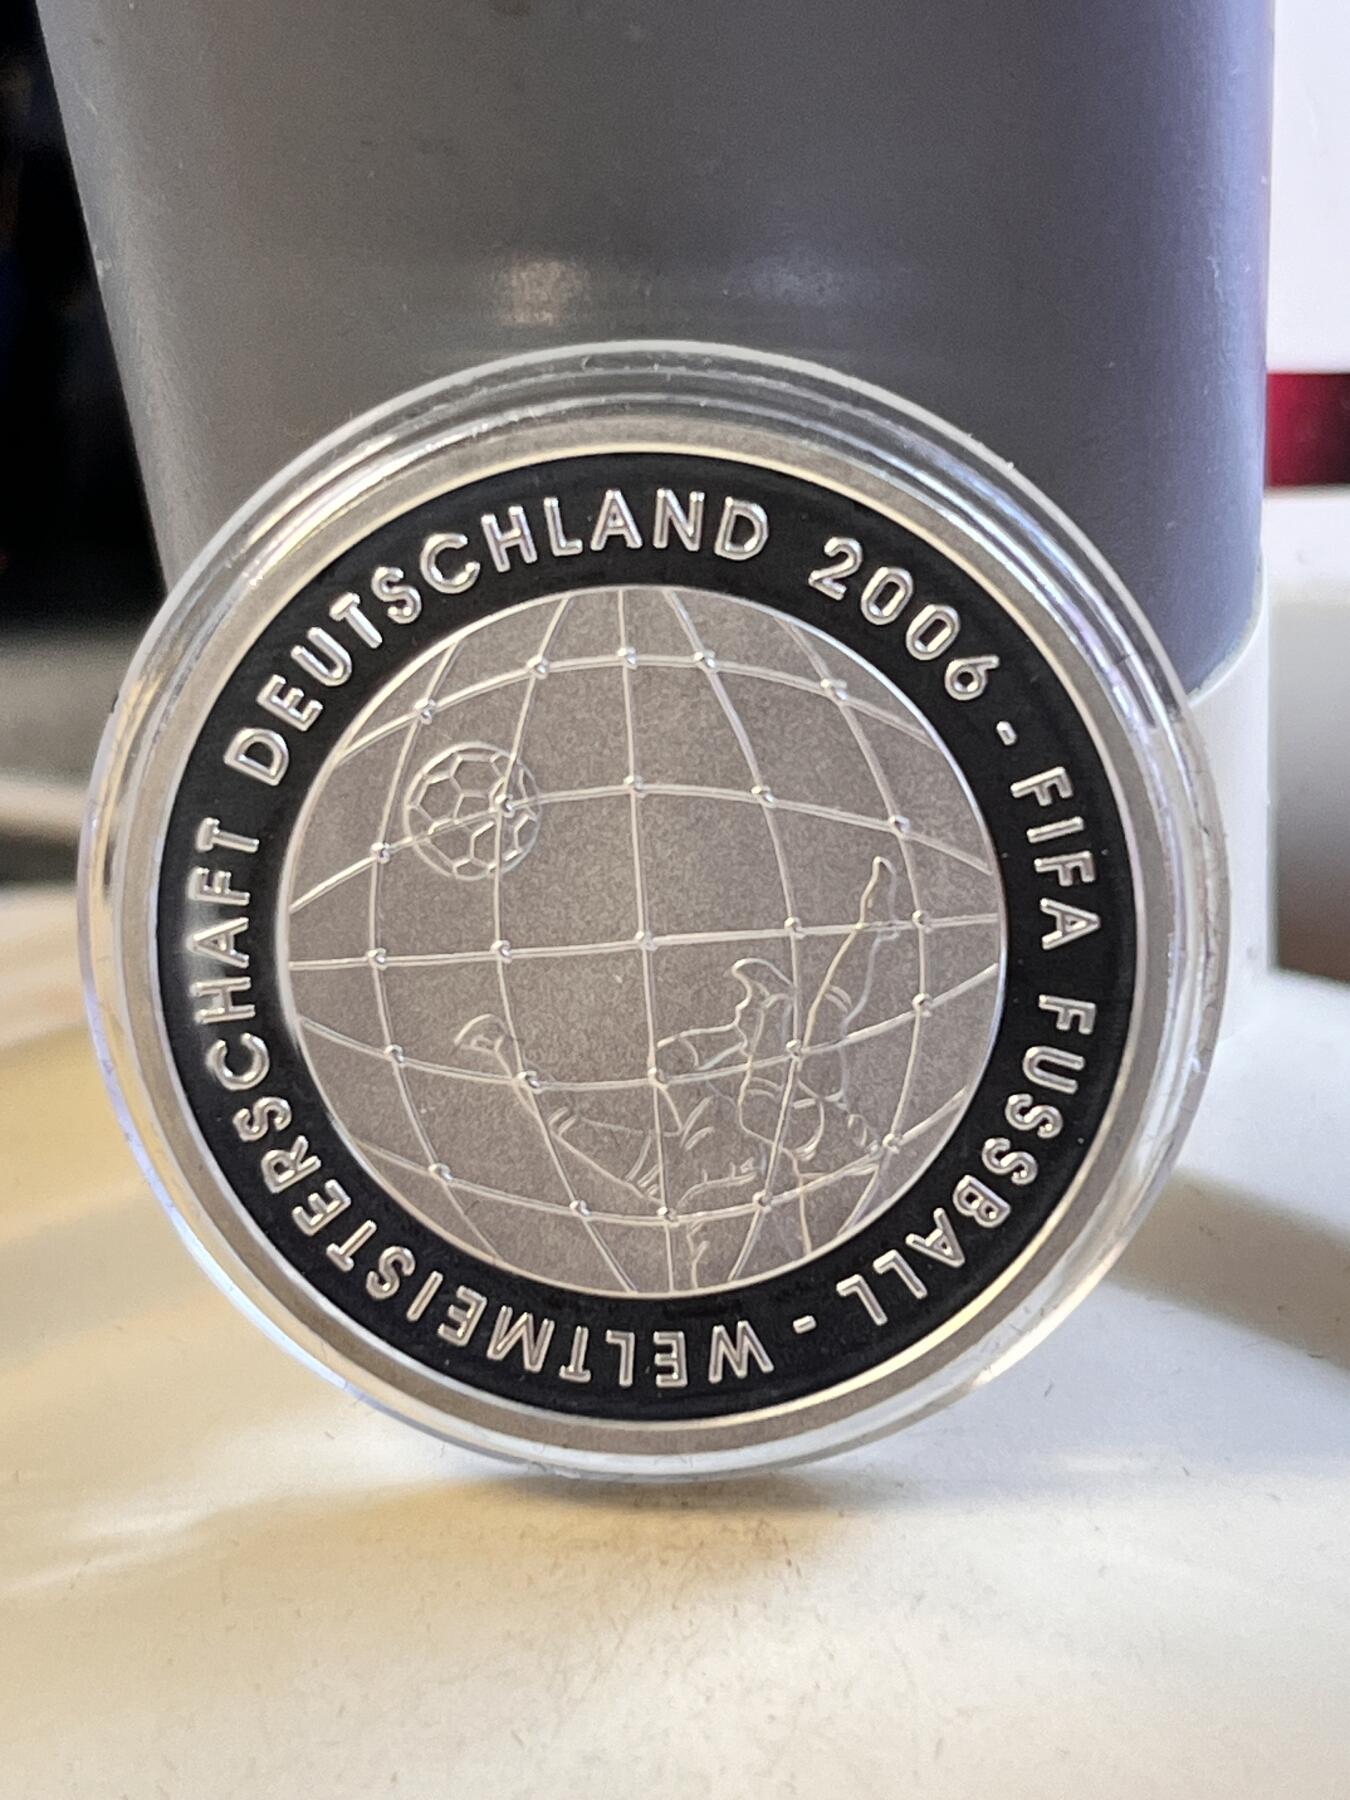 FIFA FUSSBALL - WELTMEISTERSCHAFT DEUTSCHLAND 2006 -